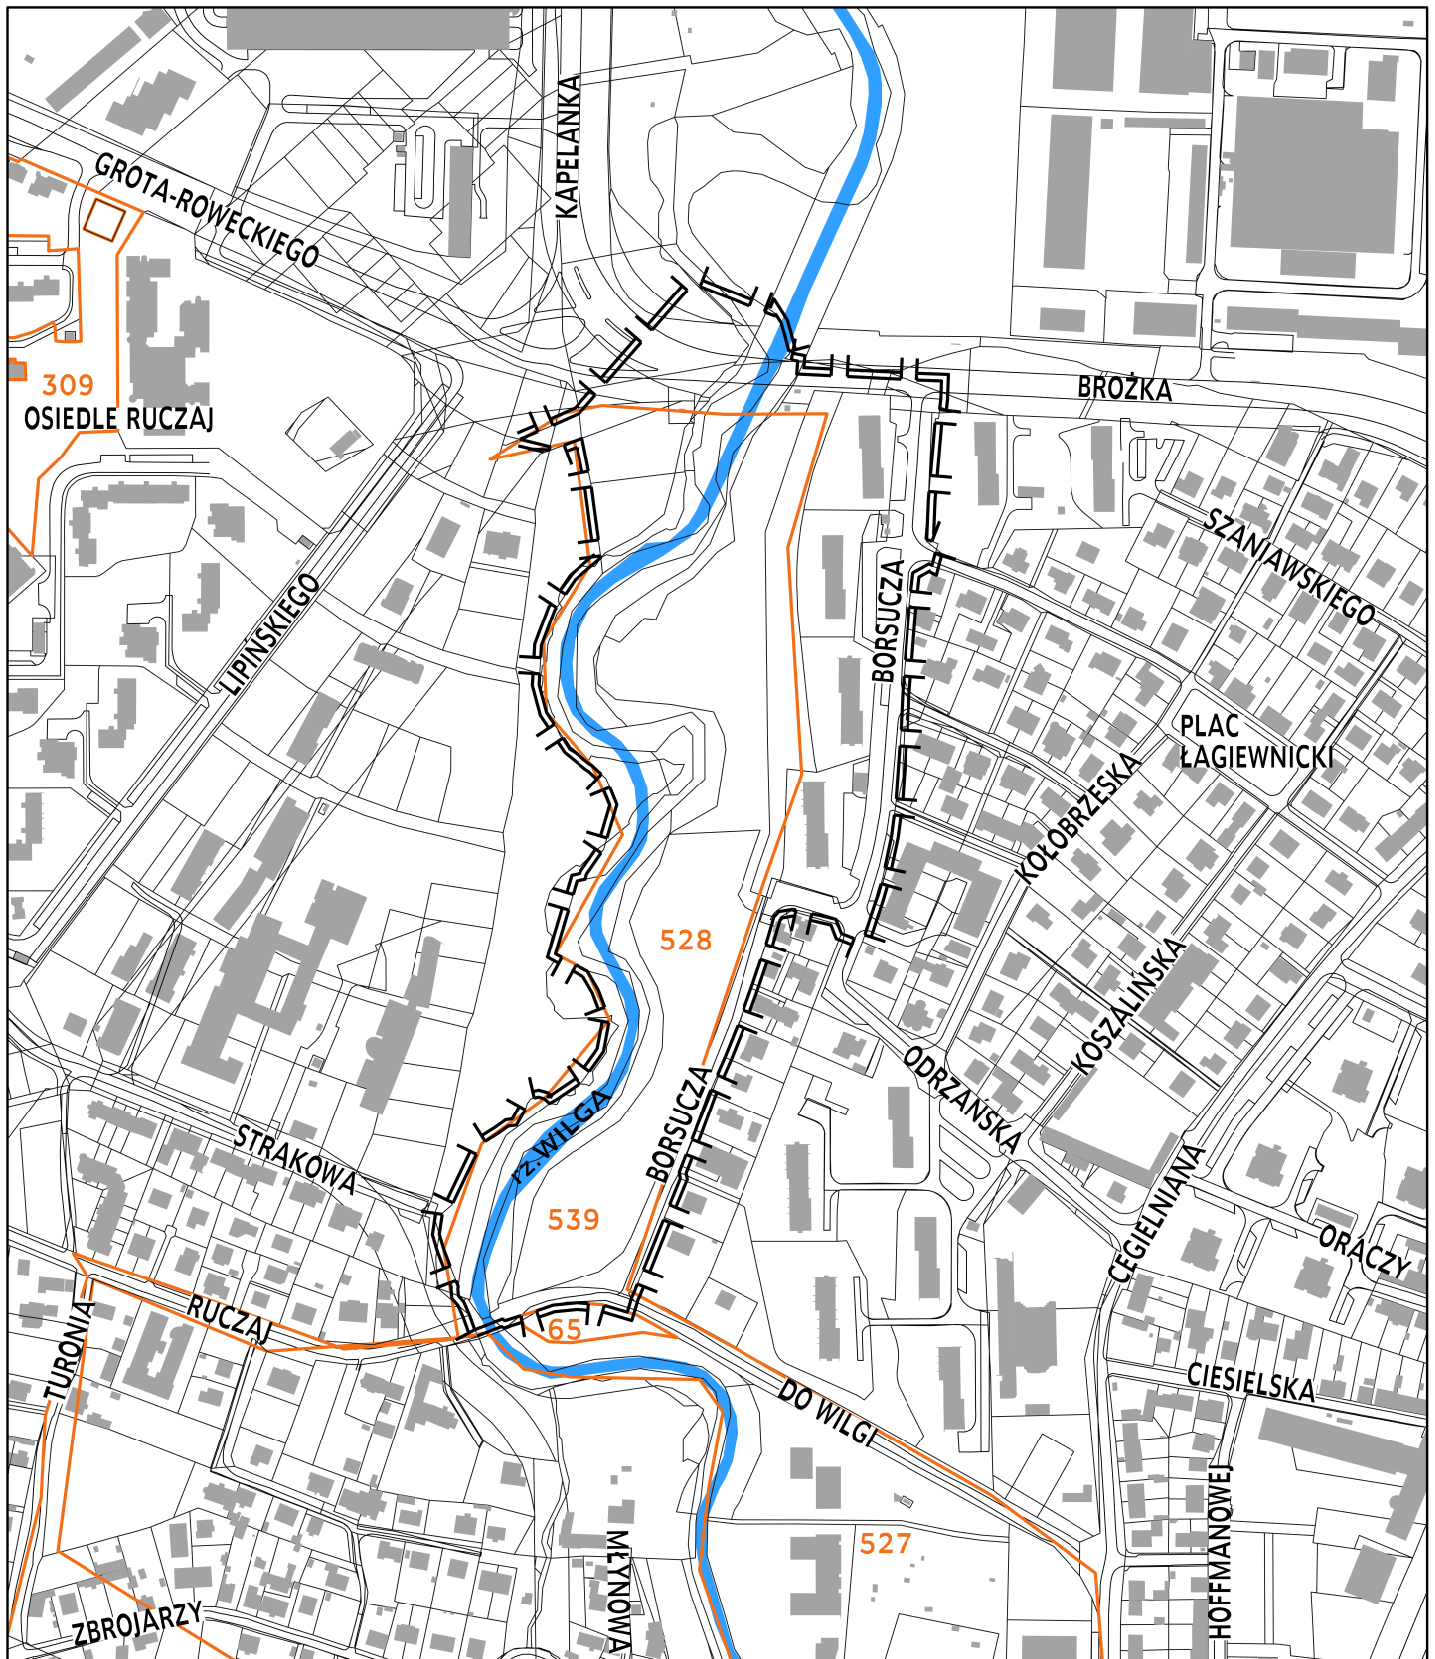 KAPELANKA
GROTA-ROWECKIEGO
309
OSIEDLE RUCZAJ
BROŻKA
SZANIAWSKIEGO
LIPIŃSKIEGO
BORSUCZA
PLAC
ŁAGIEWNICKI
KOŁOBRZESKA
528
KOSZALIŃSKA
ODRZAŃSKA
BORSUCZA
rz.WILGA
STRAKOWA
539
CEGIELNIANA
ORACZY
RUCZAJ
65
TURONIA
DO WILGI
CIESIELSKA
HOFFMANOWEJ
527
MŁYNOWA
ZBROJARZY